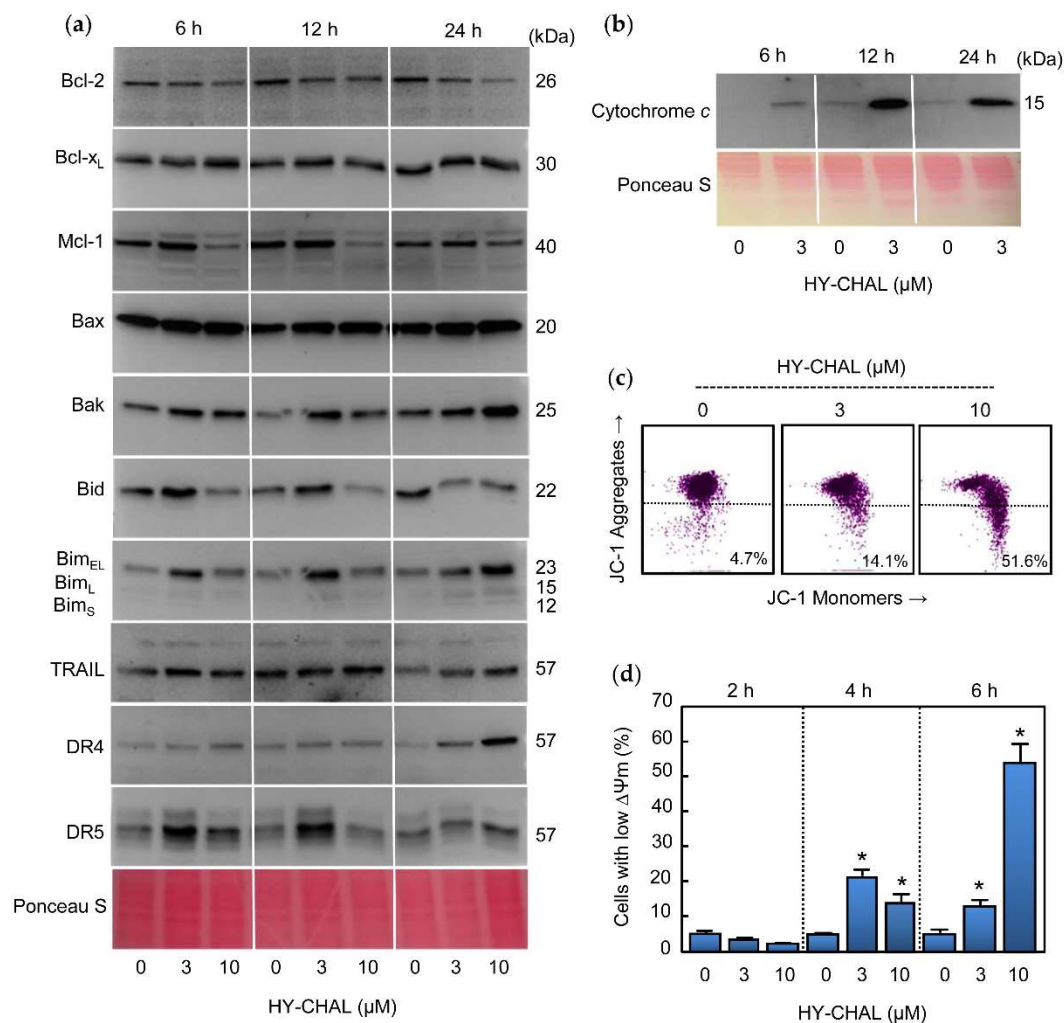 (a)
6 h 12 h 24 h (kDa)
Bcl-2 26
Bcl-xL 30
Mcl-1 40
Bax 20
Bak 25
Bid 22
BimEL 23
BimL 15
BimS 12
TRAIL 57
DR4 57
DR5 57
Ponceau S
0 3 10 0 3 10 0 3 10
HY-CHAL (µM)
(b)
6 h 12 h 24 h (kDa)
Cytochrome c 15
Ponceau S
0 3 0 3 0 3
HY-CHAL (µM)
(c)
HY-CHAL (µM)
0 3 10
JC-1 Aggregates →
4.7% 14.1% 51.6%
JC-1 Monomers →
(d)
2 h 4 h 6 h
Cells with low ΔΨm (%)
70
60
50
40
30
20
10
0
* * * *
0 3 10 0 3 10 0 3 10
HY-CHAL (µM)